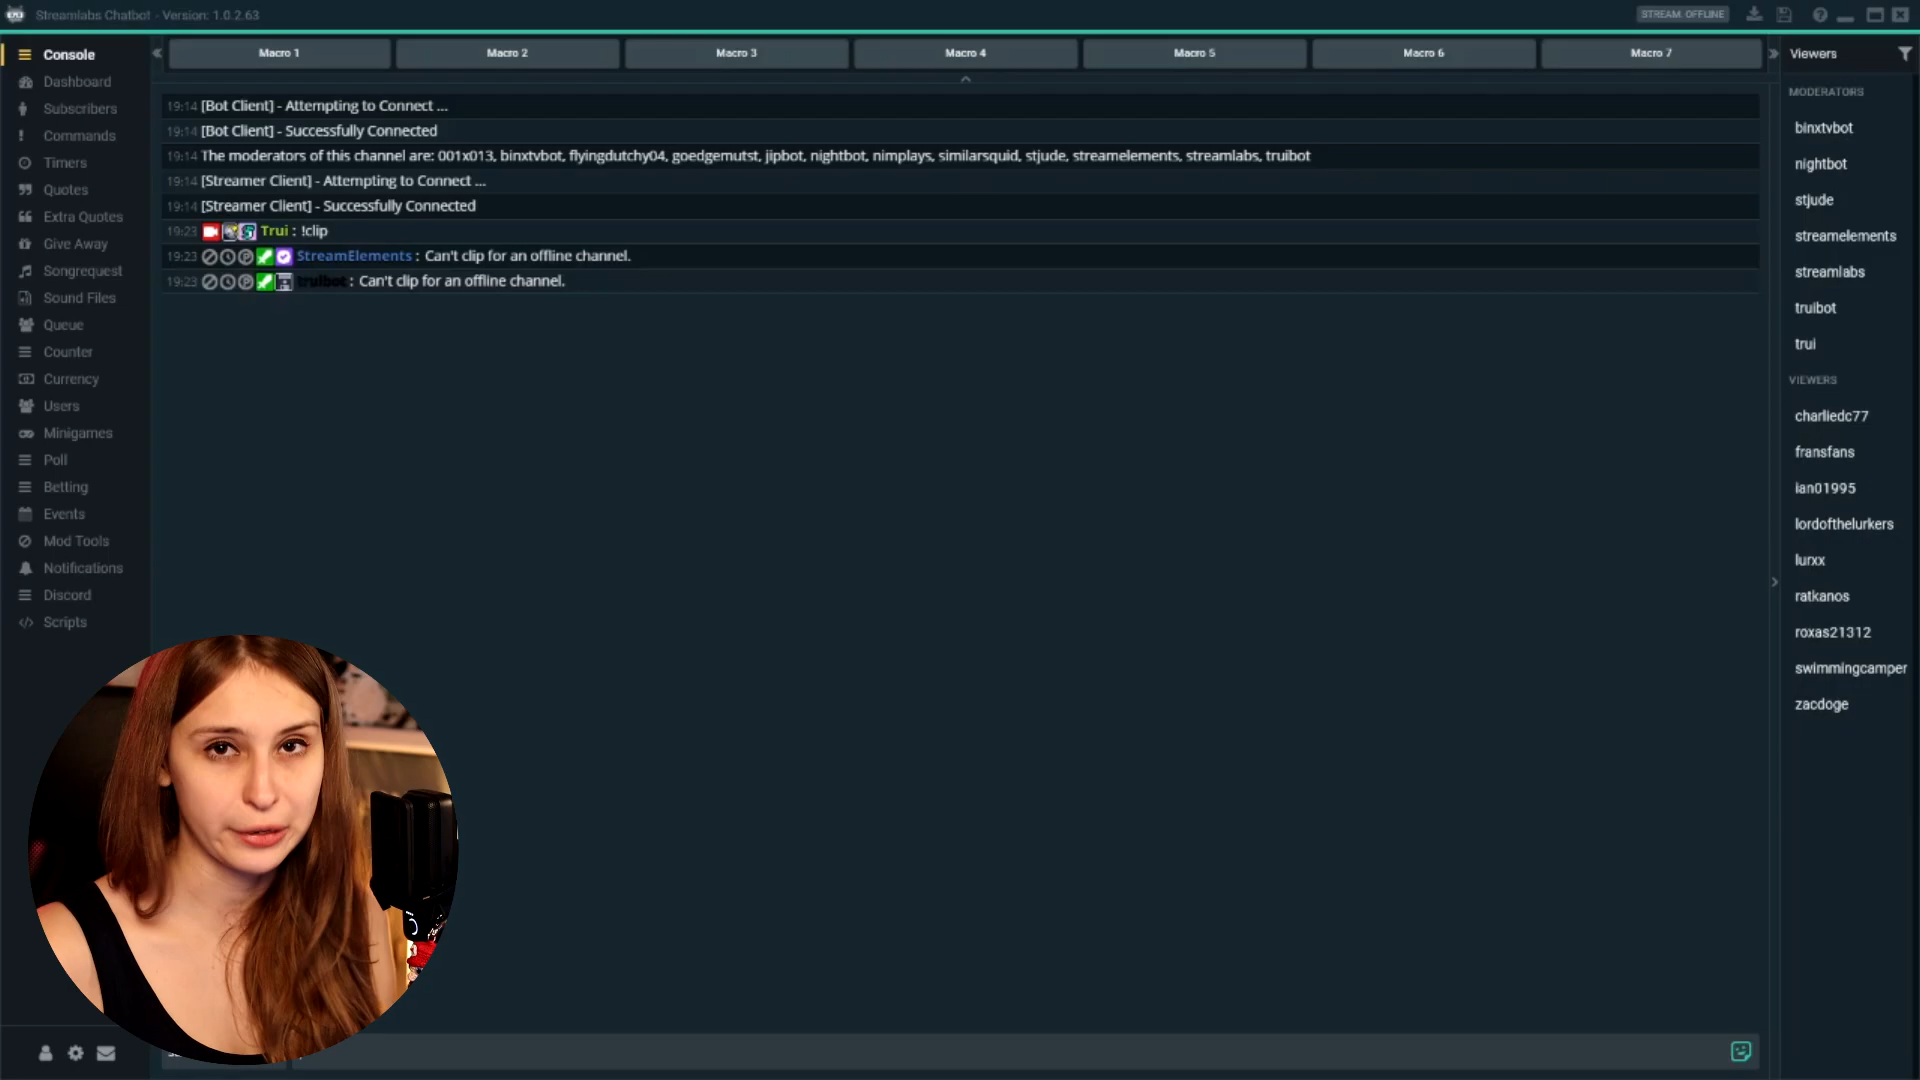 Streamlabs Chatbot - Version: 1.0.2.63
STREAM: OFFLINE
Console
Dashboard
Subscribers
Commands
Timers
Quotes
Extra Quotes
Give Away
Songrequest
Sound Files
Queue
Counter
Currency
Users
Minigames
Poll
Betting
Events
Mod Tools
Notifications
Discord
Scripts
Macro 1
Macro 2
Macro 3
Macro 4
Macro 5
Macro 6
Macro 7
19:14 [Bot Client] - Attempting to Connect ...
19:14 [Bot Client] - Successfully Connected
19:14 The moderators of this channel are: 001x013, binxtvbot, flyingdutchy04, goedgemutst, jipbot, nightbot, nimplays, similarsquid, stjude, streamelements, streamlabs, truibot
19:14 [Streamer Client] - Attempting to Connect ...
19:14 [Streamer Client] - Successfully Connected
19:23 Trui : !clip
19:23 StreamElements : Can't clip for an offline channel.
19:23 truibot : Can't clip for an offline channel.
Viewers
MODERATORS
binxtvbot
nightbot
stjude
streamelements
streamlabs
truibot
trui
VIEWERS
charliedc77
fransfans
ian01995
lordofthelurkers
lurxx
ratkanos
roxas21312
swimmingcamper
zacdoge